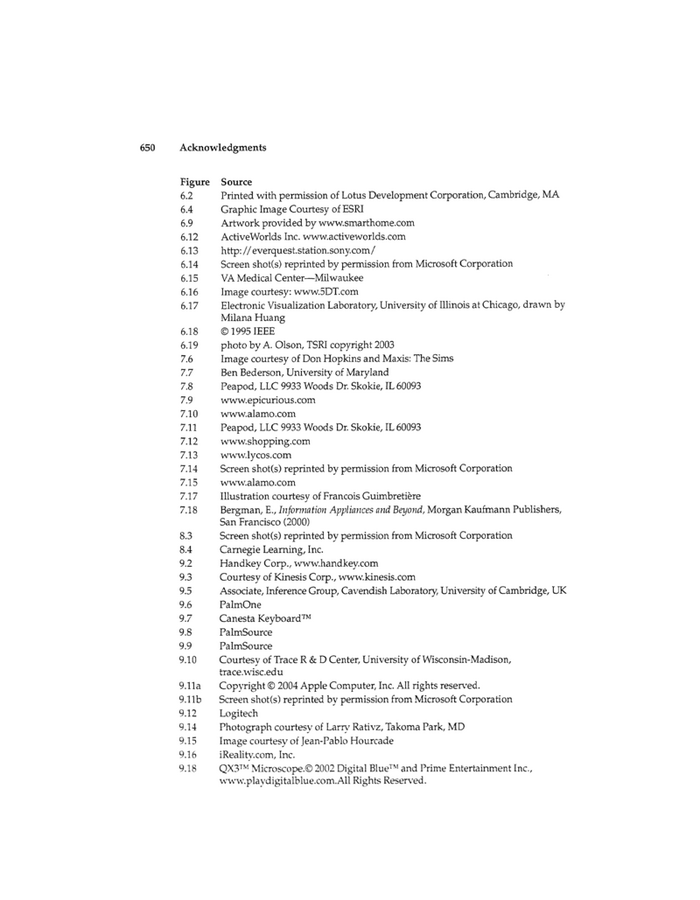 650 Acknowledgments
Figure Source
6.2 Printed with permission of Lotus Development Corporation, Cambridge, MA
6.4 Graphic Image Courtesy of ESRI
6.9 Artwork provided by www.smarthome.com
6.12 ActiveWorlds Inc. www.activeworlds.com
6.13 http://everquest.station.sony.com/
6.14 Screen shot(s) reprinted by permission from Microsoft Corporation
6.15 VA Medical Center—Milwaukee
6.16 Image courtesy: www.5DT.com
6.17 Electronic Visualization Laboratory, University of Illinois at Chicago, drawn by
Milana Huang
6.18 © 1995 IEEE
6.19 photo by A. Olson, TSRI copyright 2003
7.6 Image courtesy of Don Hopkins and Maxis: The Sims
7.7 Ben Bederson, University of Maryland
7.8 Peapod, LLC 9933 Woods Dr. Skokie, IL 60093
7.9 www.epicurious.com
7.10 www.alamo.com
7.11 Peapod, LLC 9933 Woods Dr. Skokie, IL 60093
7.12 www.shopping.com
7.13 www.lycos.com
7.14 Screen shot(s) reprinted by permission from Microsoft Corporation
7.15 www.alamo.com
7.17 Illustration courtesy of Francois Guimbretière
7.18 Bergman, E., Information Appliances and Beyond, Morgan Kaufmann Publishers,
San Francisco (2000)
8.3 Screen shot(s) reprinted by permission from Microsoft Corporation
8.4 Carnegie Learning, Inc.
9.2 Handkey Corp., www.handkey.com
9.3 Courtesy of Kinesis Corp., www.kinesis.com
9.5 Associate, Inference Group, Cavendish Laboratory, University of Cambridge, UK
9.6 PalmOne
9.7 Canesta Keyboard™
9.8 PalmSource
9.9 PalmSource
9.10 Courtesy of Trace R & D Center, University of Wisconsin-Madison,
trace.wisc.edu
9.11a Copyright © 2004 Apple Computer, Inc. All rights reserved.
9.11b Screen shot(s) reprinted by permission from Microsoft Corporation
9.12 Logitech
9.14 Photograph courtesy of Larry Rativz, Takoma Park, MD
9.15 Image courtesy of Jean-Pablo Hourcade
9.16 iReality.com, Inc.
9.18 QX3™ Microscope.© 2002 Digital Blue™ and Prime Entertainment Inc.,
www.playdigitalblue.com.All Rights Reserved.